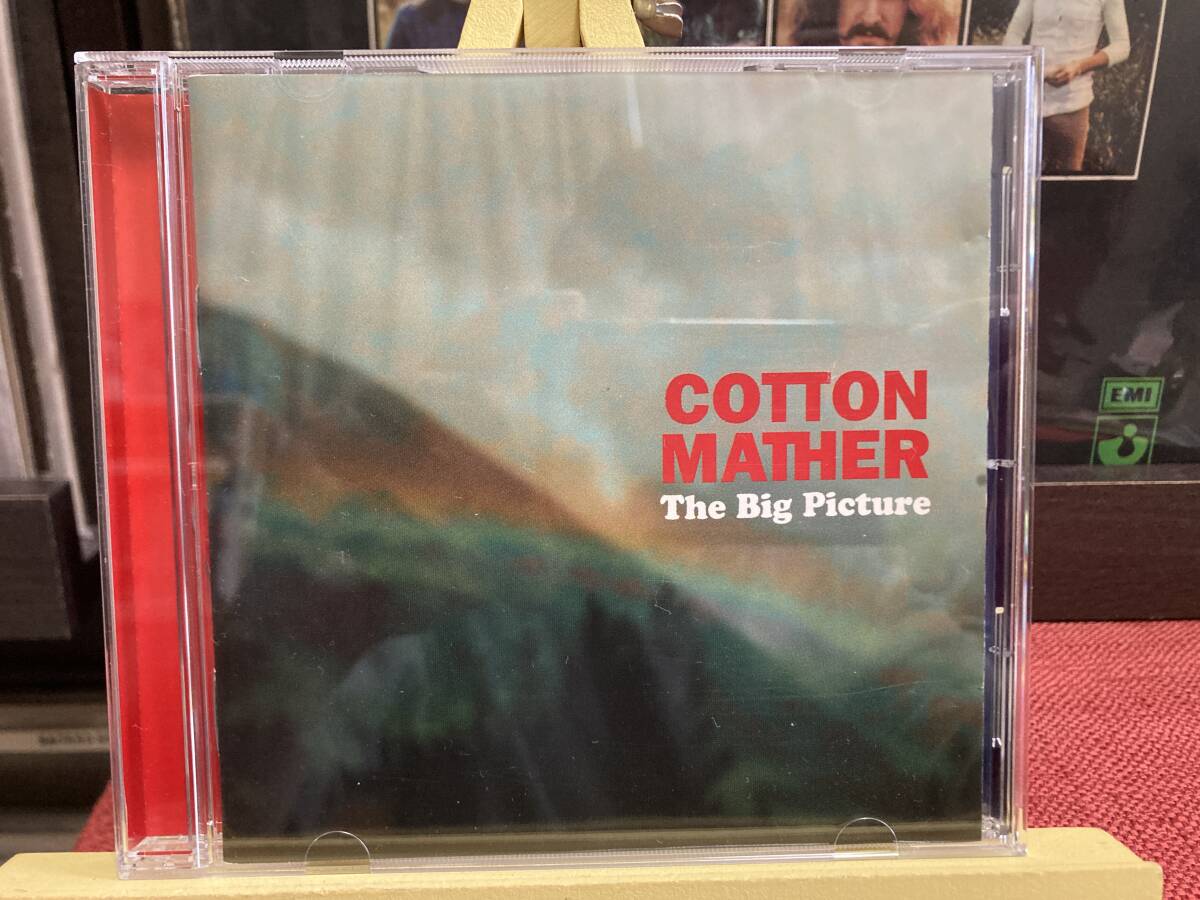 COTTON
MATHER
The Big Picture
EMI